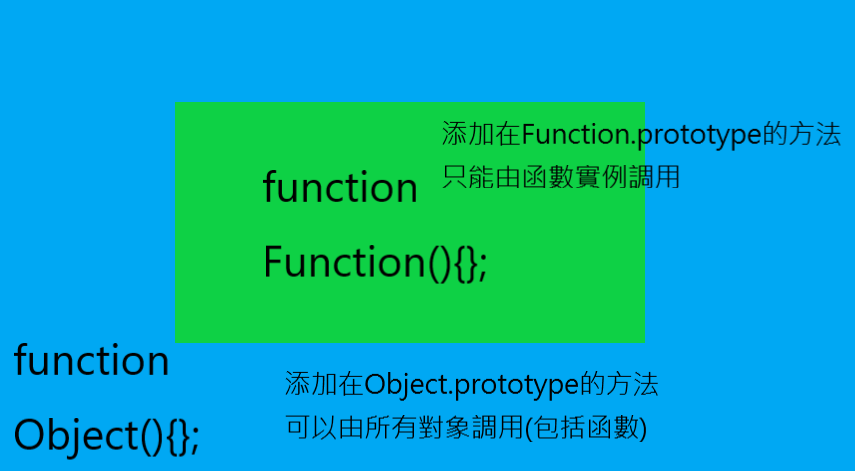 添加在Function.prototype的方法
只能由函數實例調用
function
Function(){};
function
Object(){};
添加在Object.prototype的方法
可以由所有對象調用(包括函數)